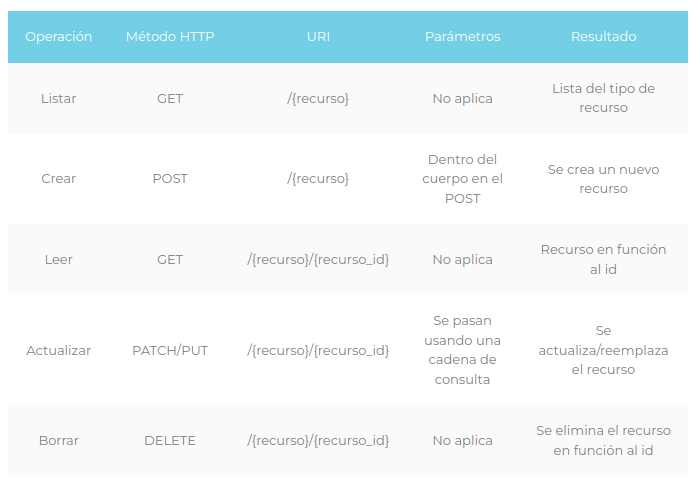 Operación Método HTTP URI Parámetros Resultado
Listar GET /{recurso} No aplica Lista del tipo de
recurso
Crear POST /{recurso} Dentro del
cuerpo en el
POST
Se crea un nuevo
recurso
Leer GET /{recurso}/{recurso_id} No aplica Recurso en función
al id
Actualizar PATCH/PUT /{recurso}/{recurso_id} Se pasan
usando una
cadena de
consulta
Se
actualiza/reemplaza
el recurso
Borrar DELETE /{recurso}/{recurso_id} No aplica Se elimina el recurso
en función al id